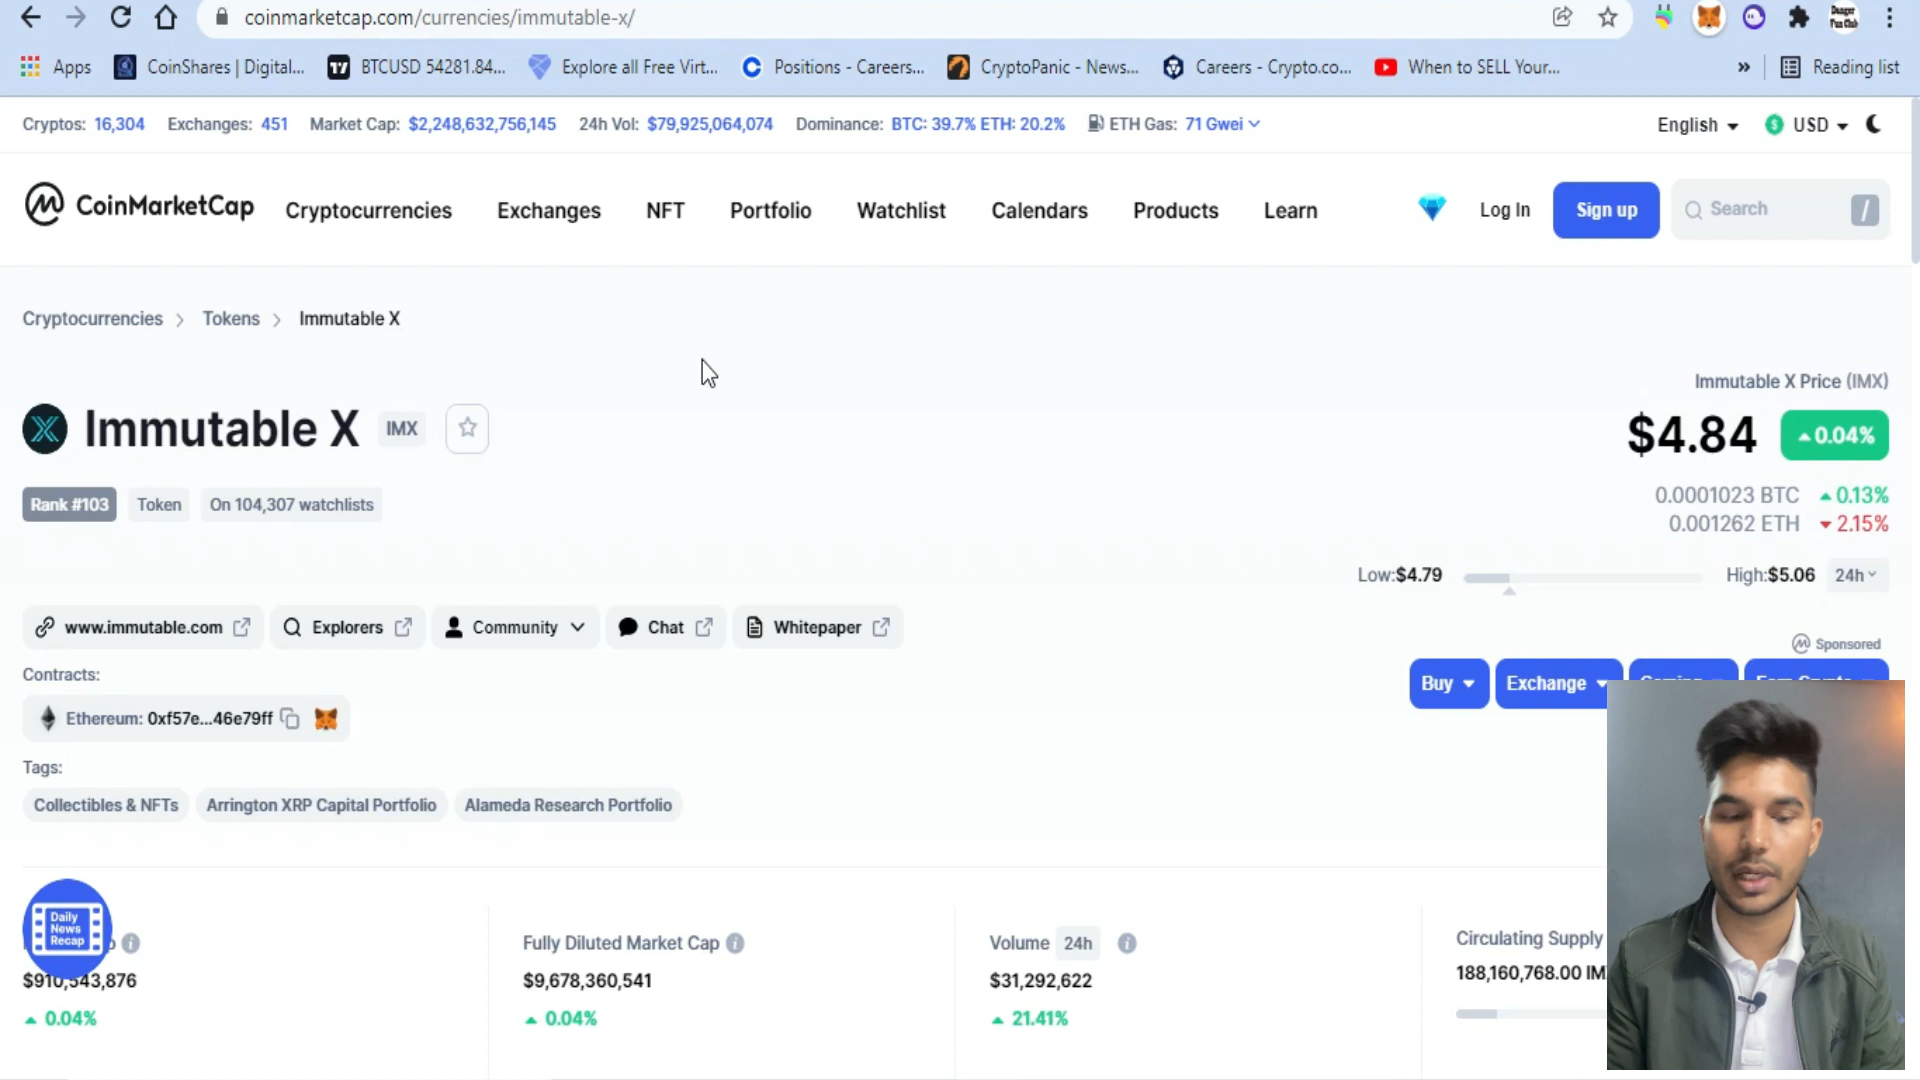 coinmarketcap.com/currencies/immutable-x/
Danger Fun Club
Apps CoinShares | Digital... BTCUSD 54281.84... Explore all Free Virt... Positions - Careers... CryptoPanic - News... Careers - Crypto.co... When to SELL Your... » Reading list
Cryptos: 16,304 Exchanges: 451 Market Cap: $2,248,632,756,145 24h Vol: $79,925,064,074 Dominance: BTC: 39.7% ETH: 20.2% ETH Gas: 71 Gwei English USD
CoinMarketCap Cryptocurrencies Exchanges NFT Portfolio Watchlist Calendars Products Learn Log In Sign up Search /
Cryptocurrencies > Tokens > Immutable X
Immutable X Price (IMX)
Immutable X IMX
$4.84 0.04%
Rank #103 Token On 104,307 watchlists
0.0001023 BTC 0.13%
0.001262 ETH 2.15%
Low:$4.79 High:$5.06 24h
www.immutable.com Explorers Community Chat Whitepaper
Sponsored
Contracts:
Buy Exchange
Ethereum: 0xf57e...46e79ff
Tags:
Collectibles & NFTs Arrington XRP Capital Portfolio Alameda Research Portfolio
Daily
News
Recap
Fully Diluted Market Cap Volume 24h Circulating Supply
$910,543,876 $9,678,360,541 $31,292,622 188,160,768.00 IM
0.04% 0.04% 21.41%